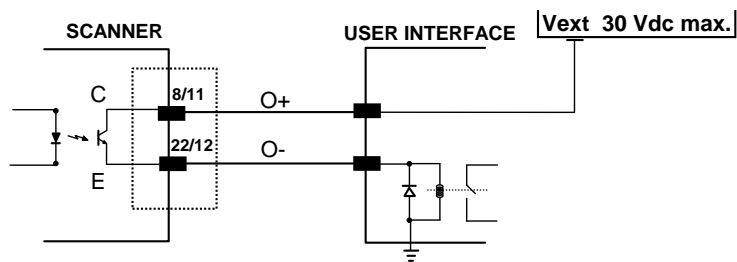 Vext 30 Vdc max.
SCANNER
USER INTERFACE
C
8/11
O+
22/12
O-
E